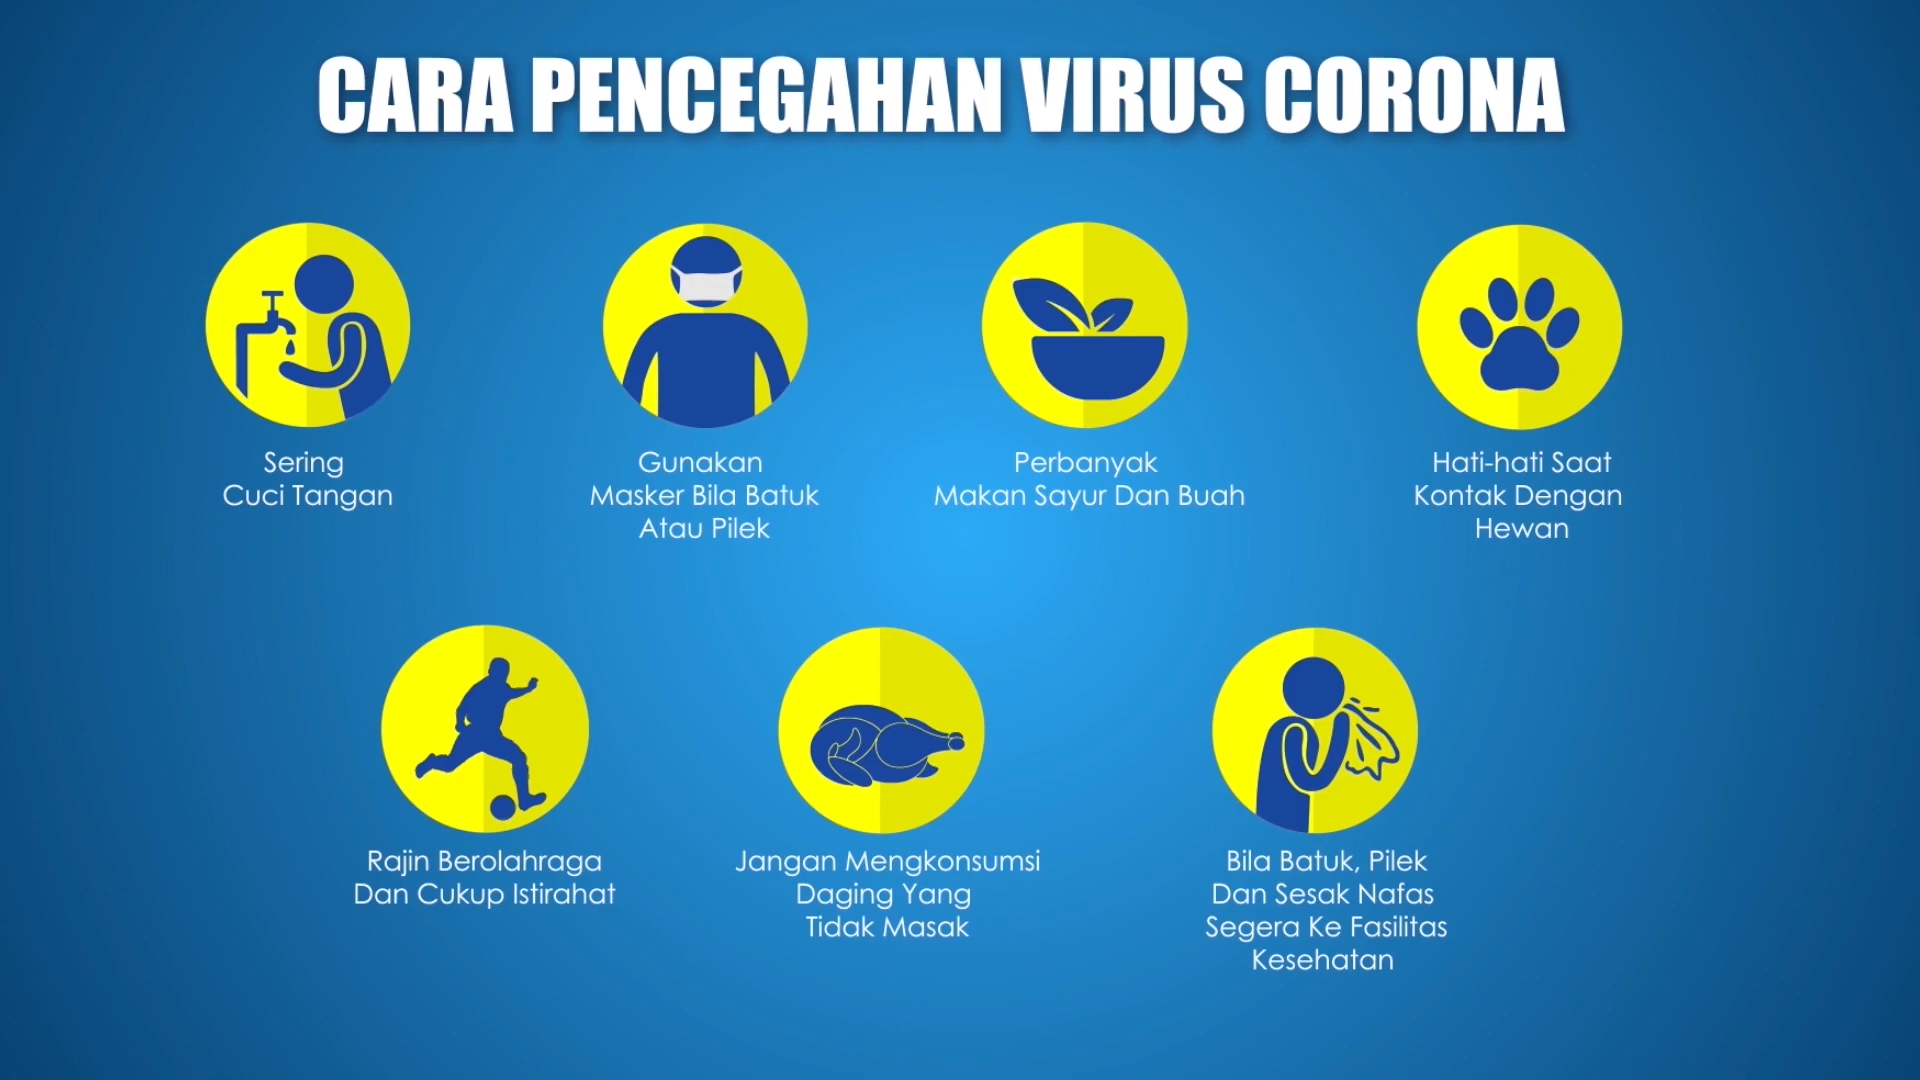 CARA PENCEGAHAN VIRUS CORONA
Sering
Cuci Tangan
Gunakan
Masker Bila Batuk
Atau Pilek
Perbanyak
Makan Sayur Dan Buah
Hati-hati Saat
Kontak Dengan
Hewan
Rajin Berolahraga
Dan Cukup Istirahat
Jangan Mengkonsumsi
Daging Yang
Tidak Masak
Bila Batuk, Pilek
Dan Sesak Nafas
Segera Ke Fasilitas
Kesehatan